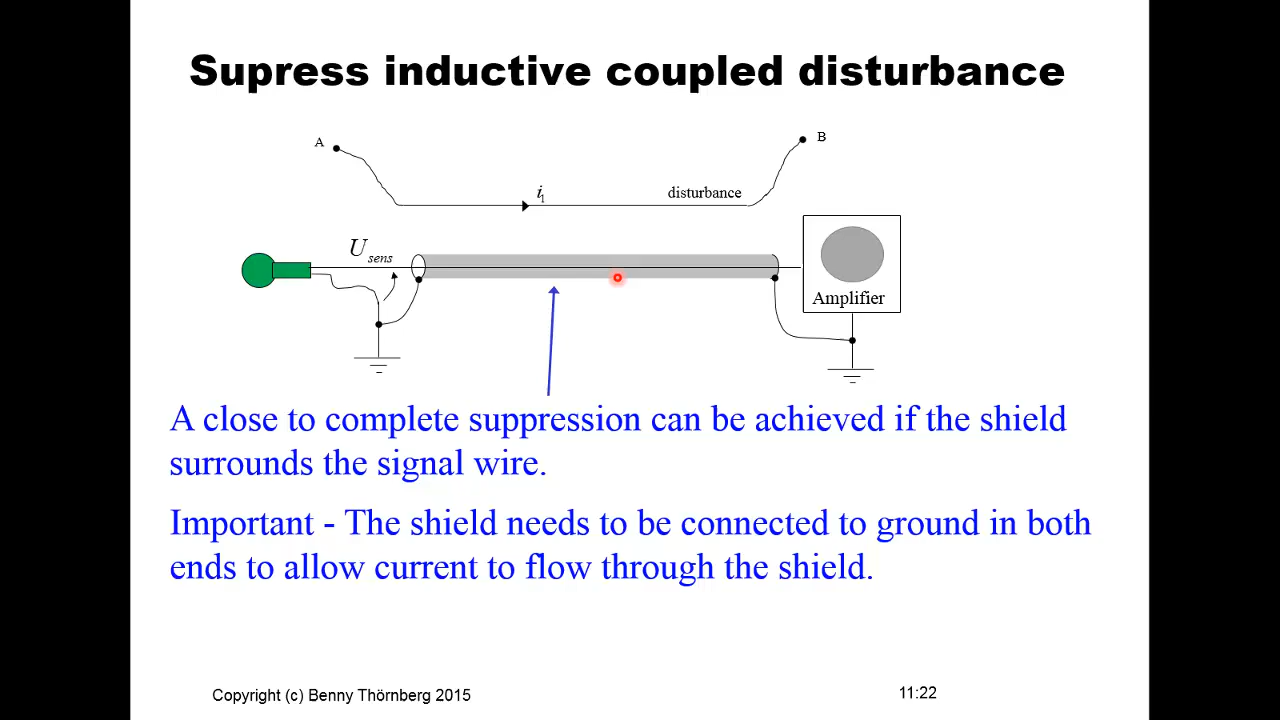 Supress inductive coupled disturbance
A
B
i1
disturbance
Usens
Amplifier
A close to complete suppression can be achieved if the shield
surrounds the signal wire.
Important - The shield needs to be connected to ground in both
ends to allow current to flow through the shield.
Copyright (c) Benny Thörnberg 2015
11:22